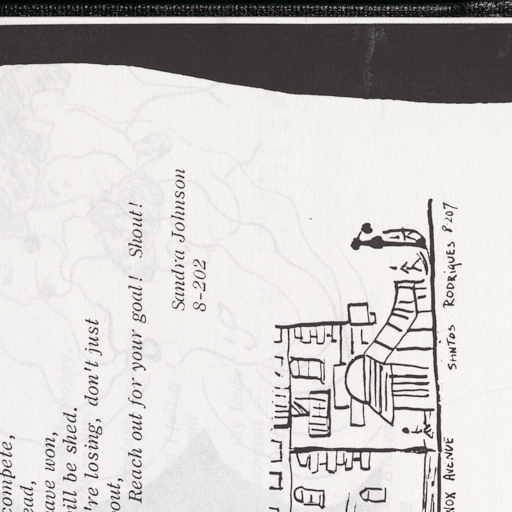 compete,
ead,
ave won,
ill be shed.
're losing, don't just
out,
Reach out for your goal! Shout!
Sandra Johnson
8-202
SANTOS RODRIQUES 8207
NOX AVENUE